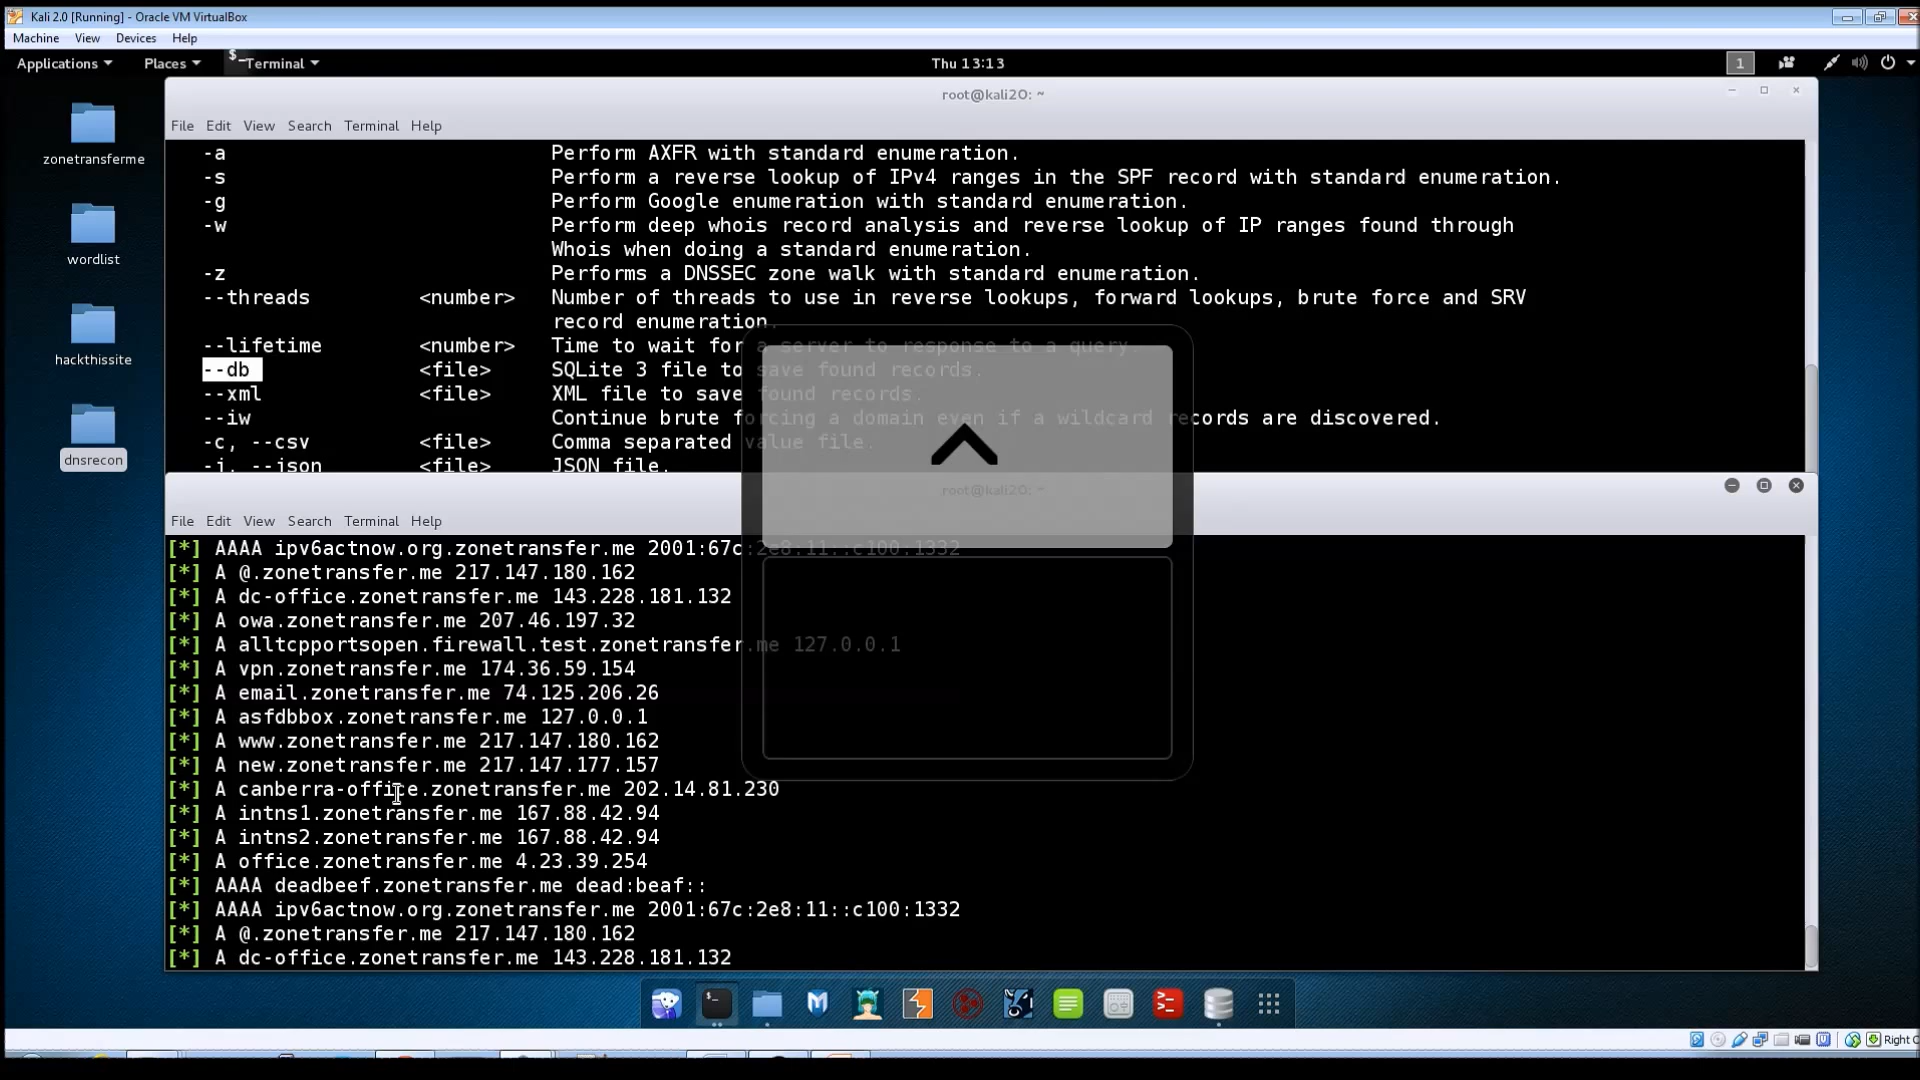 Kali 2.0 [Running] - Oracle VM VirtualBox
Machine View Devices Help
Applications Places Terminal Thu 13:13 1
zonetransferme
wordlist
hackthissite
dnsrecon
root@kali2O: ~
File Edit View Search Terminal Help
-a Perform AXFR with standard enumeration.
-s Perform a reverse lookup of IPv4 ranges in the SPF record with standard enumeration.
-g Perform Google enumeration with standard enumeration.
-w Perform deep whois record analysis and reverse lookup of IP ranges found through
Whois when doing a standard enumeration.
-z Performs a DNSSEC zone walk with standard enumeration.
--threads <number> Number of threads to use in reverse lookups, forward lookups, brute force and SRV
record enumeration.
--lifetime <number> Time to wait for a server to response to a query
--db <file> SQLite 3 file to save found records.
--xml <file> XML file to save found records.
--iw Continue brute forcing a domain even if a wildcard records are discovered.
-c, --csv <file> Comma separated value file.
-j, --json <file> JSON file.
root@kali2O: ~
File Edit View Search Terminal Help
[*] AAAA ipv6actnow.org.zonetransfer.me 2001:67c:2e8:11::c100:1332
[*] A @.zonetransfer.me 217.147.180.162
[*] A dc-office.zonetransfer.me 143.228.181.132
[*] A owa.zonetransfer.me 207.46.197.32
[*] A alltcpportsopen.firewall.test.zonetransfer.me 127.0.0.1
[*] A vpn.zonetransfer.me 174.36.59.154
[*] A email.zonetransfer.me 74.125.206.26
[*] A asfdbbox.zonetransfer.me 127.0.0.1
[*] A www.zonetransfer.me 217.147.180.162
[*] A new.zonetransfer.me 217.147.177.157
[*] A canberra-office.zonetransfer.me 202.14.81.230
[*] A intns1.zonetransfer.me 167.88.42.94
[*] A intns2.zonetransfer.me 167.88.42.94
[*] A office.zonetransfer.me 4.23.39.254
[*] AAAA deadbeef.zonetransfer.me dead:beaf::
[*] AAAA ipv6actnow.org.zonetransfer.me 2001:67c:2e8:11::c100:1332
[*] A @.zonetransfer.me 217.147.180.162
[*] A dc-office.zonetransfer.me 143.228.181.132
Right